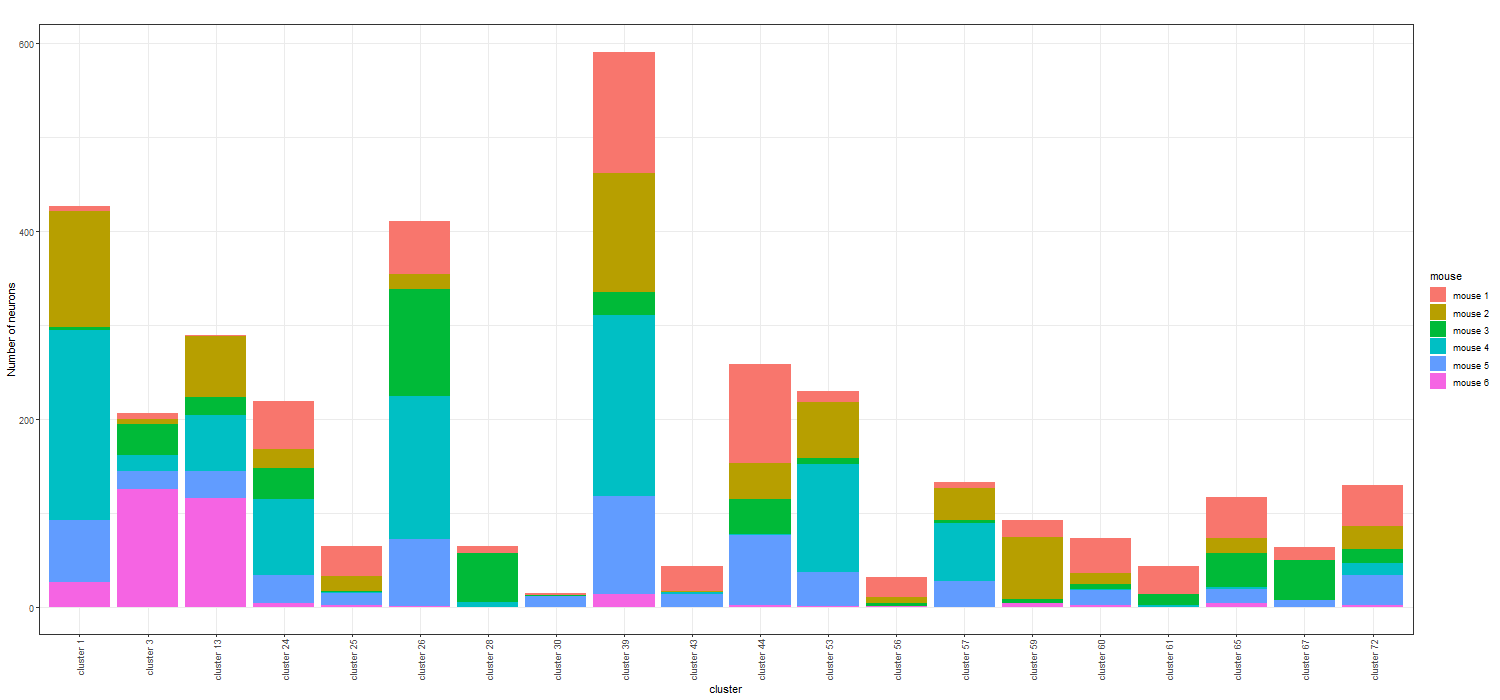 600
400
200
0
Number of neurons
cluster 1
cluster 3
cluster 13
cluster 24
cluster 25
cluster 26
cluster 28
cluster 30
cluster 39
cluster 43
cluster 44
cluster 53
cluster 56
cluster 57
cluster 59
cluster 60
cluster 61
cluster 65
cluster 67
cluster 72
cluster
mouse
mouse 1
mouse 2
mouse 3
mouse 4
mouse 5
mouse 6